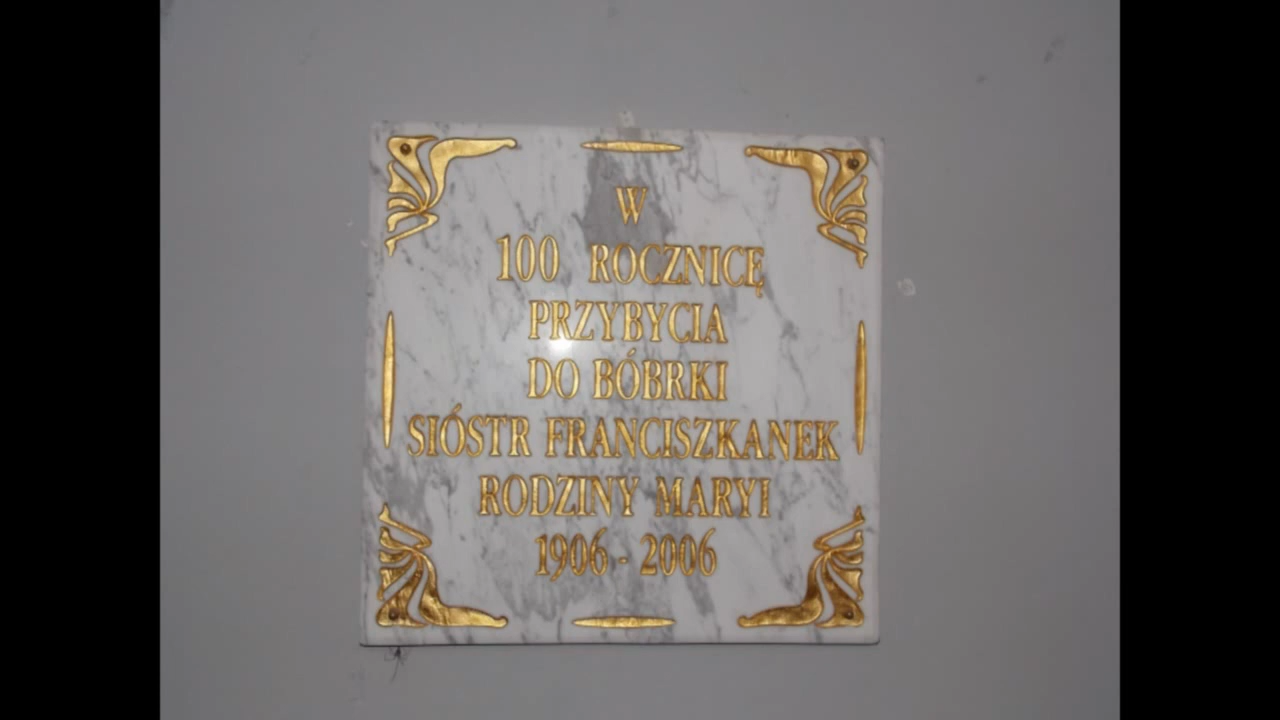 W
100 ROCZNICĘ
PRZYBYCIA
DO BÓBRKI
SIÓSTR FRANCISZKANEK
RODZINY MARYI
1906 - 2006